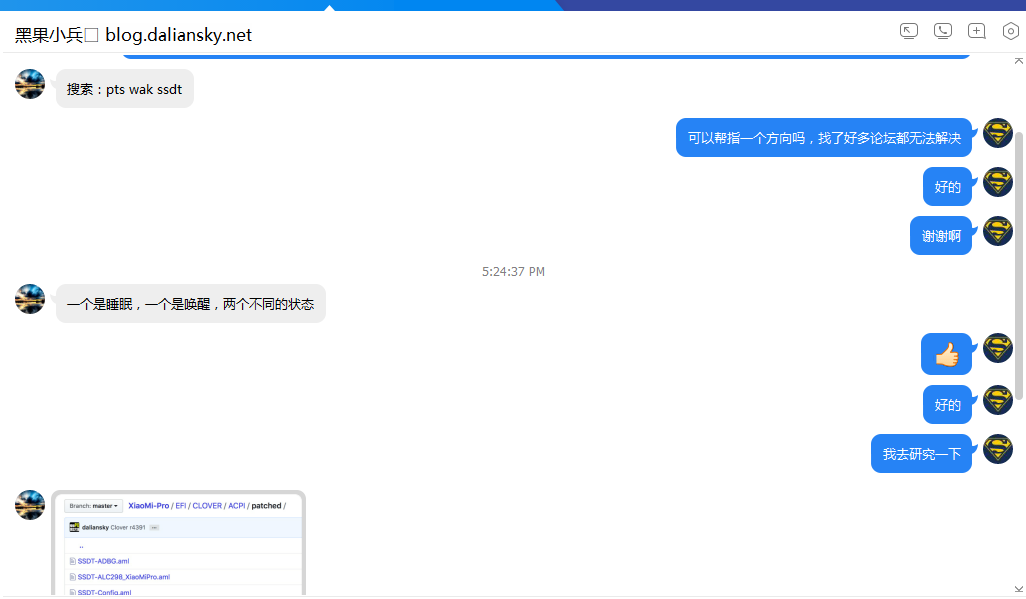 黑果小兵□ blog.daliansky.net
搜索：pts wak ssdt
可以帮指一个方向吗，找了好多论坛都无法解决
好的
谢谢啊
5:24:37 PM
一个是睡眠，一个是唤醒，两个不同的状态
好的
我去研究一下
Branch: master
XiaoMi-Pro / EFI / CLOVER / ACPI / patched /
daliansky Clover r4391
..
SSDT-ADBG.aml
SSDT-ALC298_XiaoMiPro.aml
SSDT-Config.aml